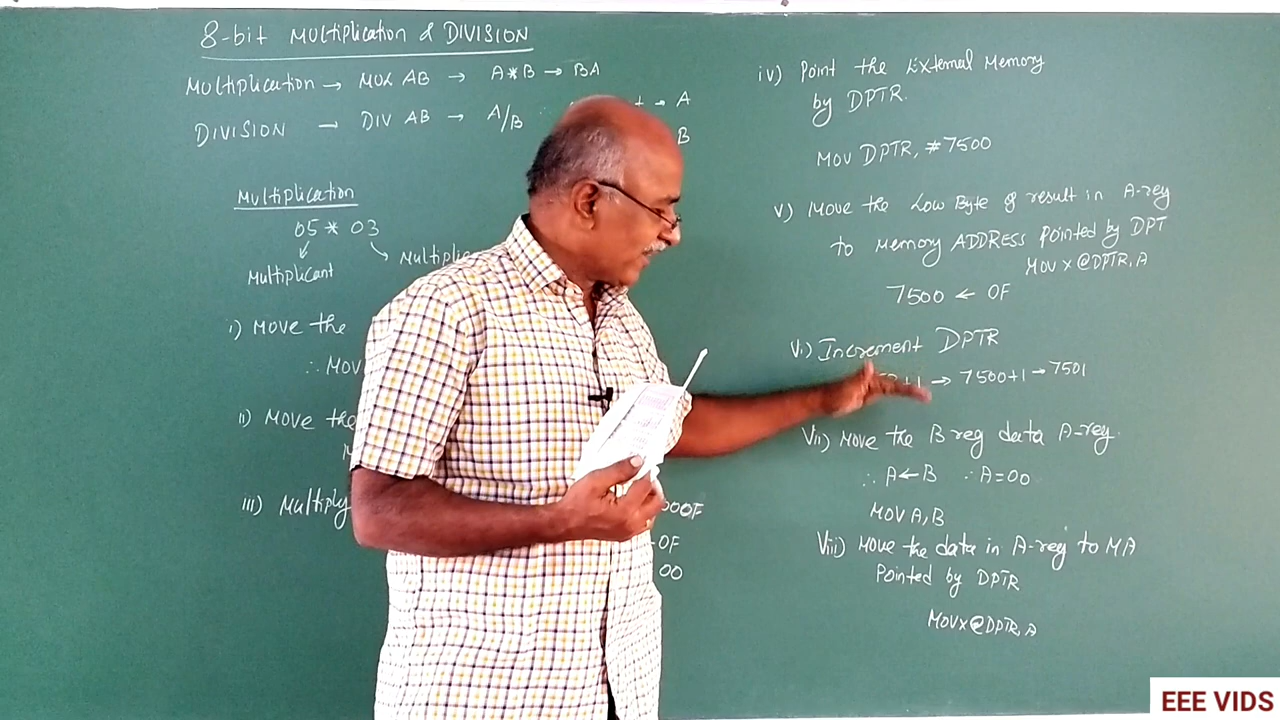 8-bit Multiplication & DIVISION
Multiplication → MUL AB → A*B → BA
DIVISION → DIV AB → A/B ∴ → A
B
Multiplication
05 * 03
Multiplicant
i) Move the
∴ MOV
ii) Move the
iii) Multiply 000F
OF
00
iv) Point the External Memory
by DPTR.
MOV DPTR, #7500
v) Move the Low Byte of result in A-reg
to Memory ADDRESS Pointed by DPT
MOVX @DPTR, A
7500 ← OF
Vi) Increment DPTR
+1 → 7500+1 → 7501
Vii) Move the B reg data A-reg.
∴ A←B ∴ A=00
MOV A, B
Viii) Move the data in A-reg to MA
Pointed by DPTR
MOVX @DPTR, A
EEE VIDS